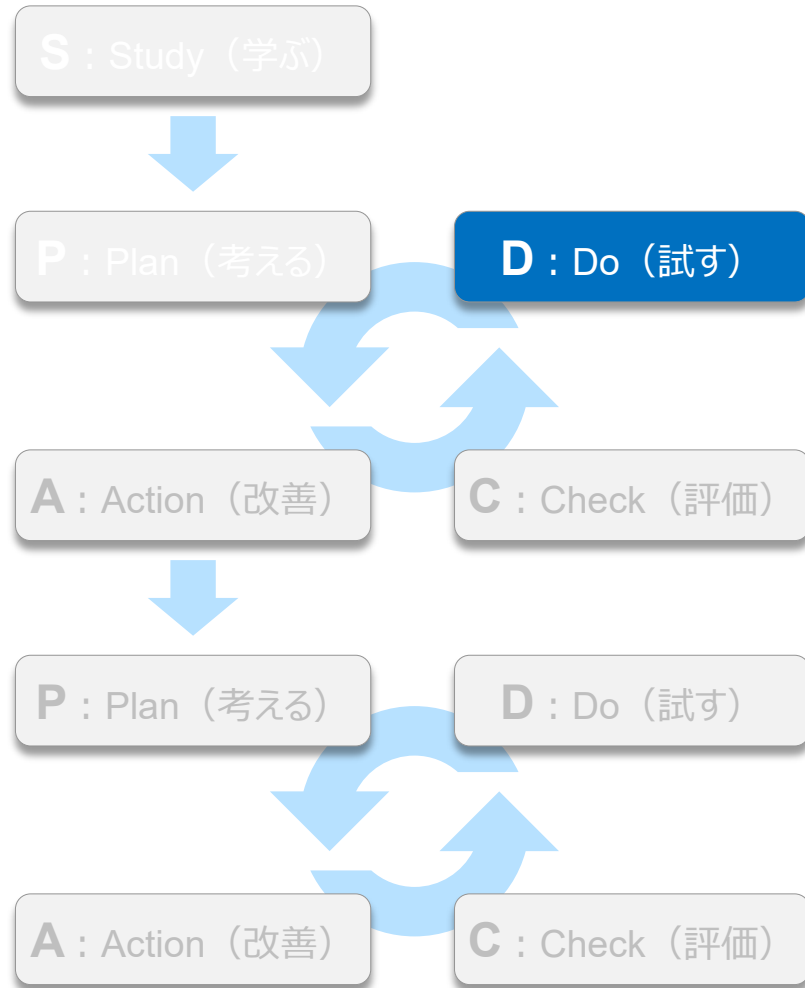 S：Study（学ぶ）
P：Plan（考える）
D：Do（試す）
A：Action（改善）
C：Check（評価）
P：Plan（考える）
D：Do（試す）
A：Action（改善）
C：Check（評価）